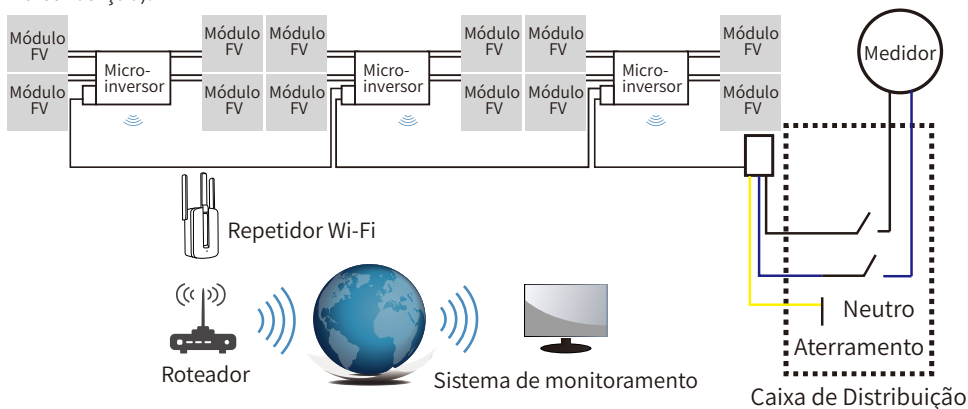 Módulo
FV
Micro-
inversor
Módulo
FV
Módulo
FV
Micro-
inversor
Módulo
FV
Módulo
FV
Micro-
inversor
Módulo
FV
Medidor
Módulo
FV
Módulo
FV
Módulo
FV
Módulo
FV
Módulo
FV
Módulo
FV
Repetidor Wi-Fi
Neutro
Aterramento
Roteador
Sistema de monitoramento
Caixa de Distribuição